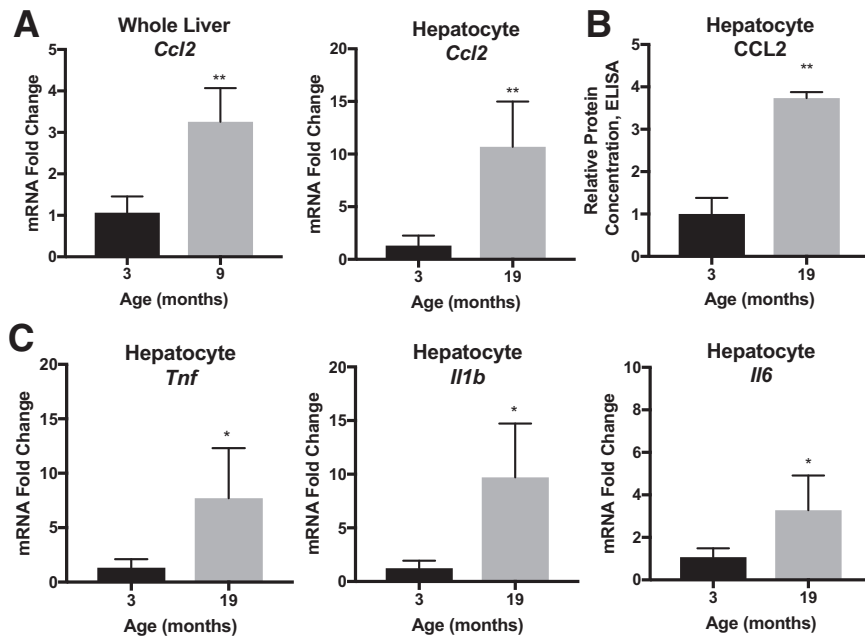 A
Whole Liver
Ccl2
mRNA Fold Change
5
4
3
2
1
0
**
3
9
Age (months)
Hepatocyte
Ccl2
mRNA Fold Change
20
15
10
5
0
**
3
19
Age (months)
B
Hepatocyte
CCL2
Relative Protein
Concentration, ELISA
5
4
3
2
1
0
**
3
19
Age (months)
C
Hepatocyte
Tnf
mRNA Fold Change
20
15
10
5
0
*
3
19
Age (months)
Hepatocyte
Il1b
mRNA Fold Change
20
15
10
5
0
*
3
19
Age (months)
Hepatocyte
Il6
mRNA Fold Change
10
8
6
4
2
0
*
3
19
Age (months)